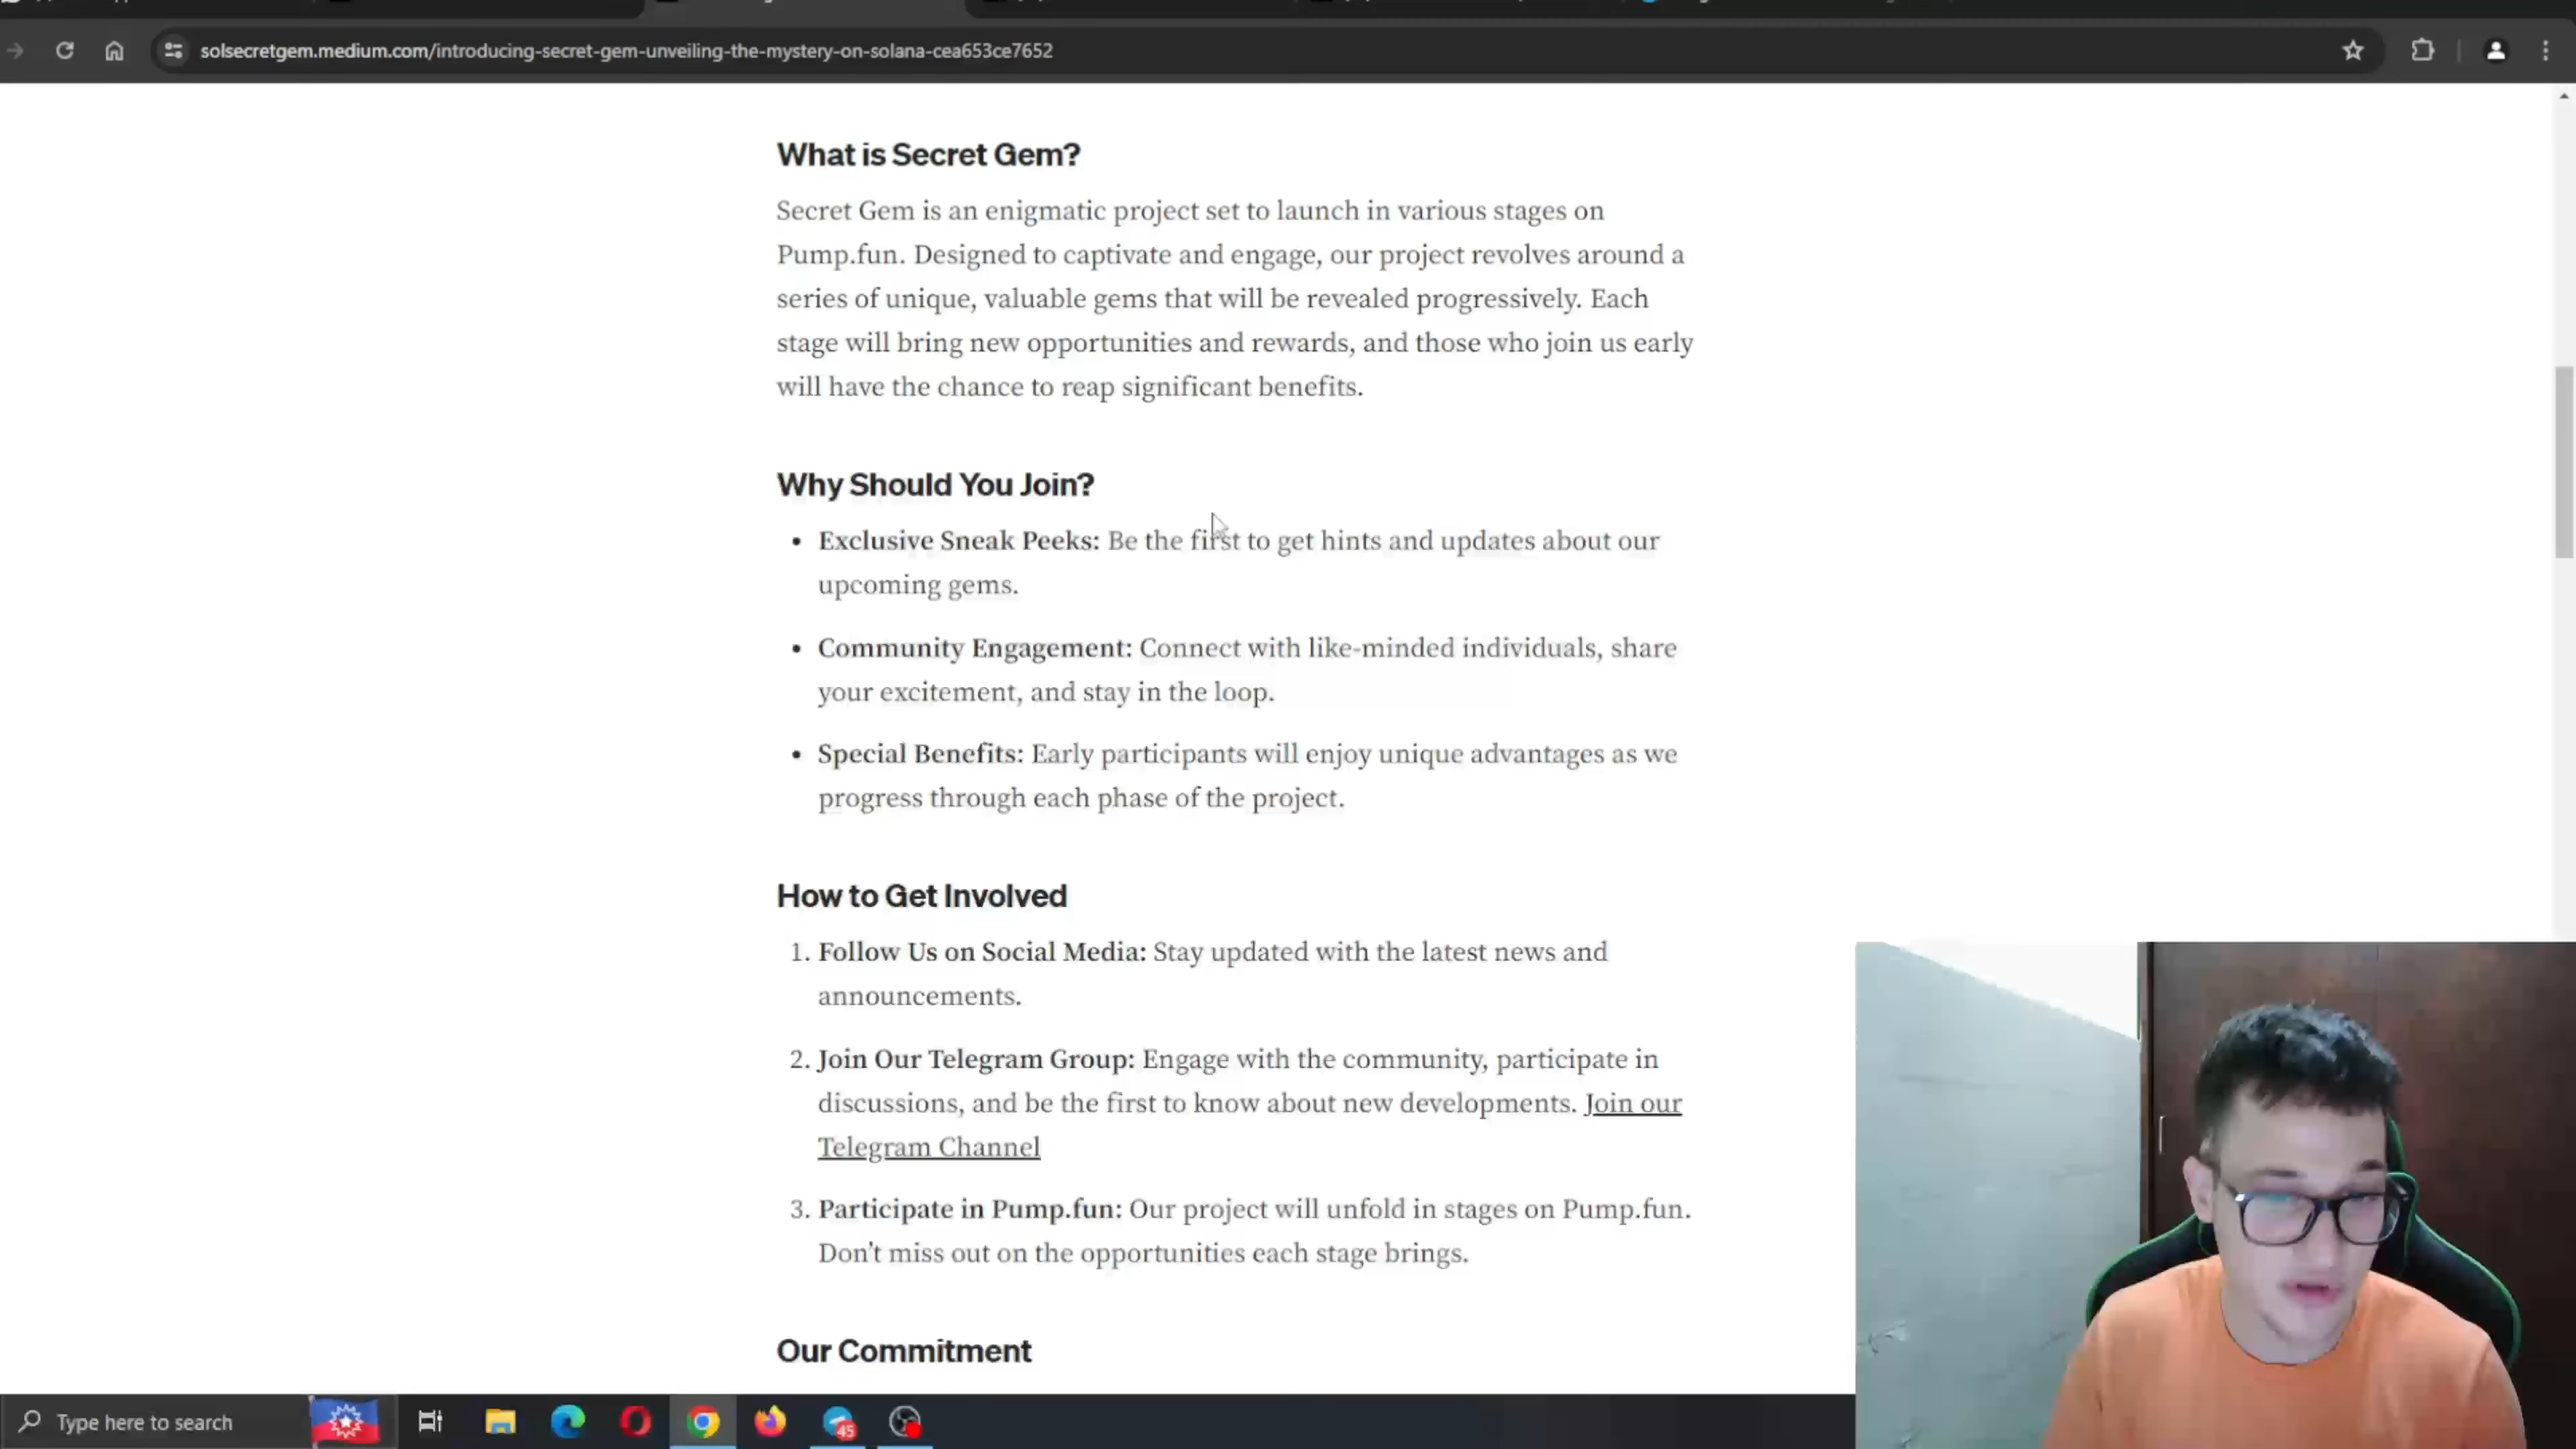 solsecretgem.medium.com/introducing-secret-gem-unveiling-the-mystery-on-solana-cea653ce7652
What is Secret Gem?
Secret Gem is an enigmatic project set to launch in various stages on
Pump.fun. Designed to captivate and engage, our project revolves around a
series of unique, valuable gems that will be revealed progressively. Each
stage will bring new opportunities and rewards, and those who join us early
will have the chance to reap significant benefits.
Why Should You Join?
• Exclusive Sneak Peeks: Be the first to get hints and updates about our
upcoming gems.
• Community Engagement: Connect with like-minded individuals, share
your excitement, and stay in the loop.
• Special Benefits: Early participants will enjoy unique advantages as we
progress through each phase of the project.
How to Get Involved
1. Follow Us on Social Media: Stay updated with the latest news and
announcements.
2. Join Our Telegram Group: Engage with the community, participate in
discussions, and be the first to know about new developments. Join our
Telegram Channel
3. Participate in Pump.fun: Our project will unfold in stages on Pump.fun.
Don't miss out on the opportunities each stage brings.
Our Commitment
Type here to search
45